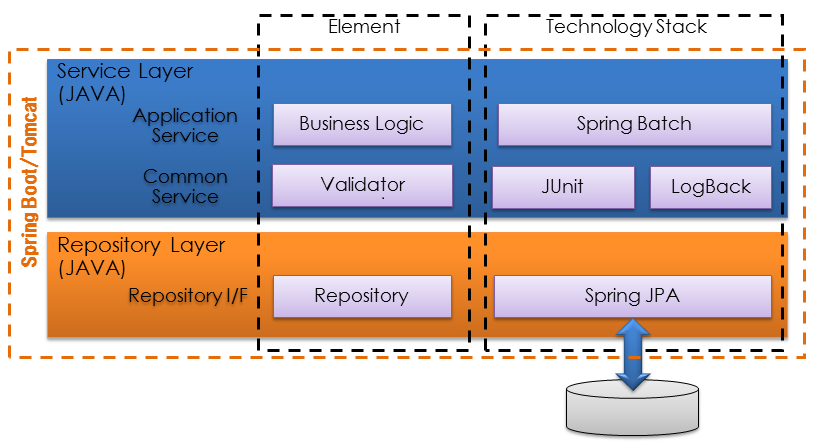 Element
Technology Stack
Spring Boot/Tomcat
Service Layer
(JAVA)
Application
Service
Business Logic
Spring Batch
Common
Service
Validator
JUnit
LogBack
Repository Layer
(JAVA)
Repository I/F
Repository
Spring JPA